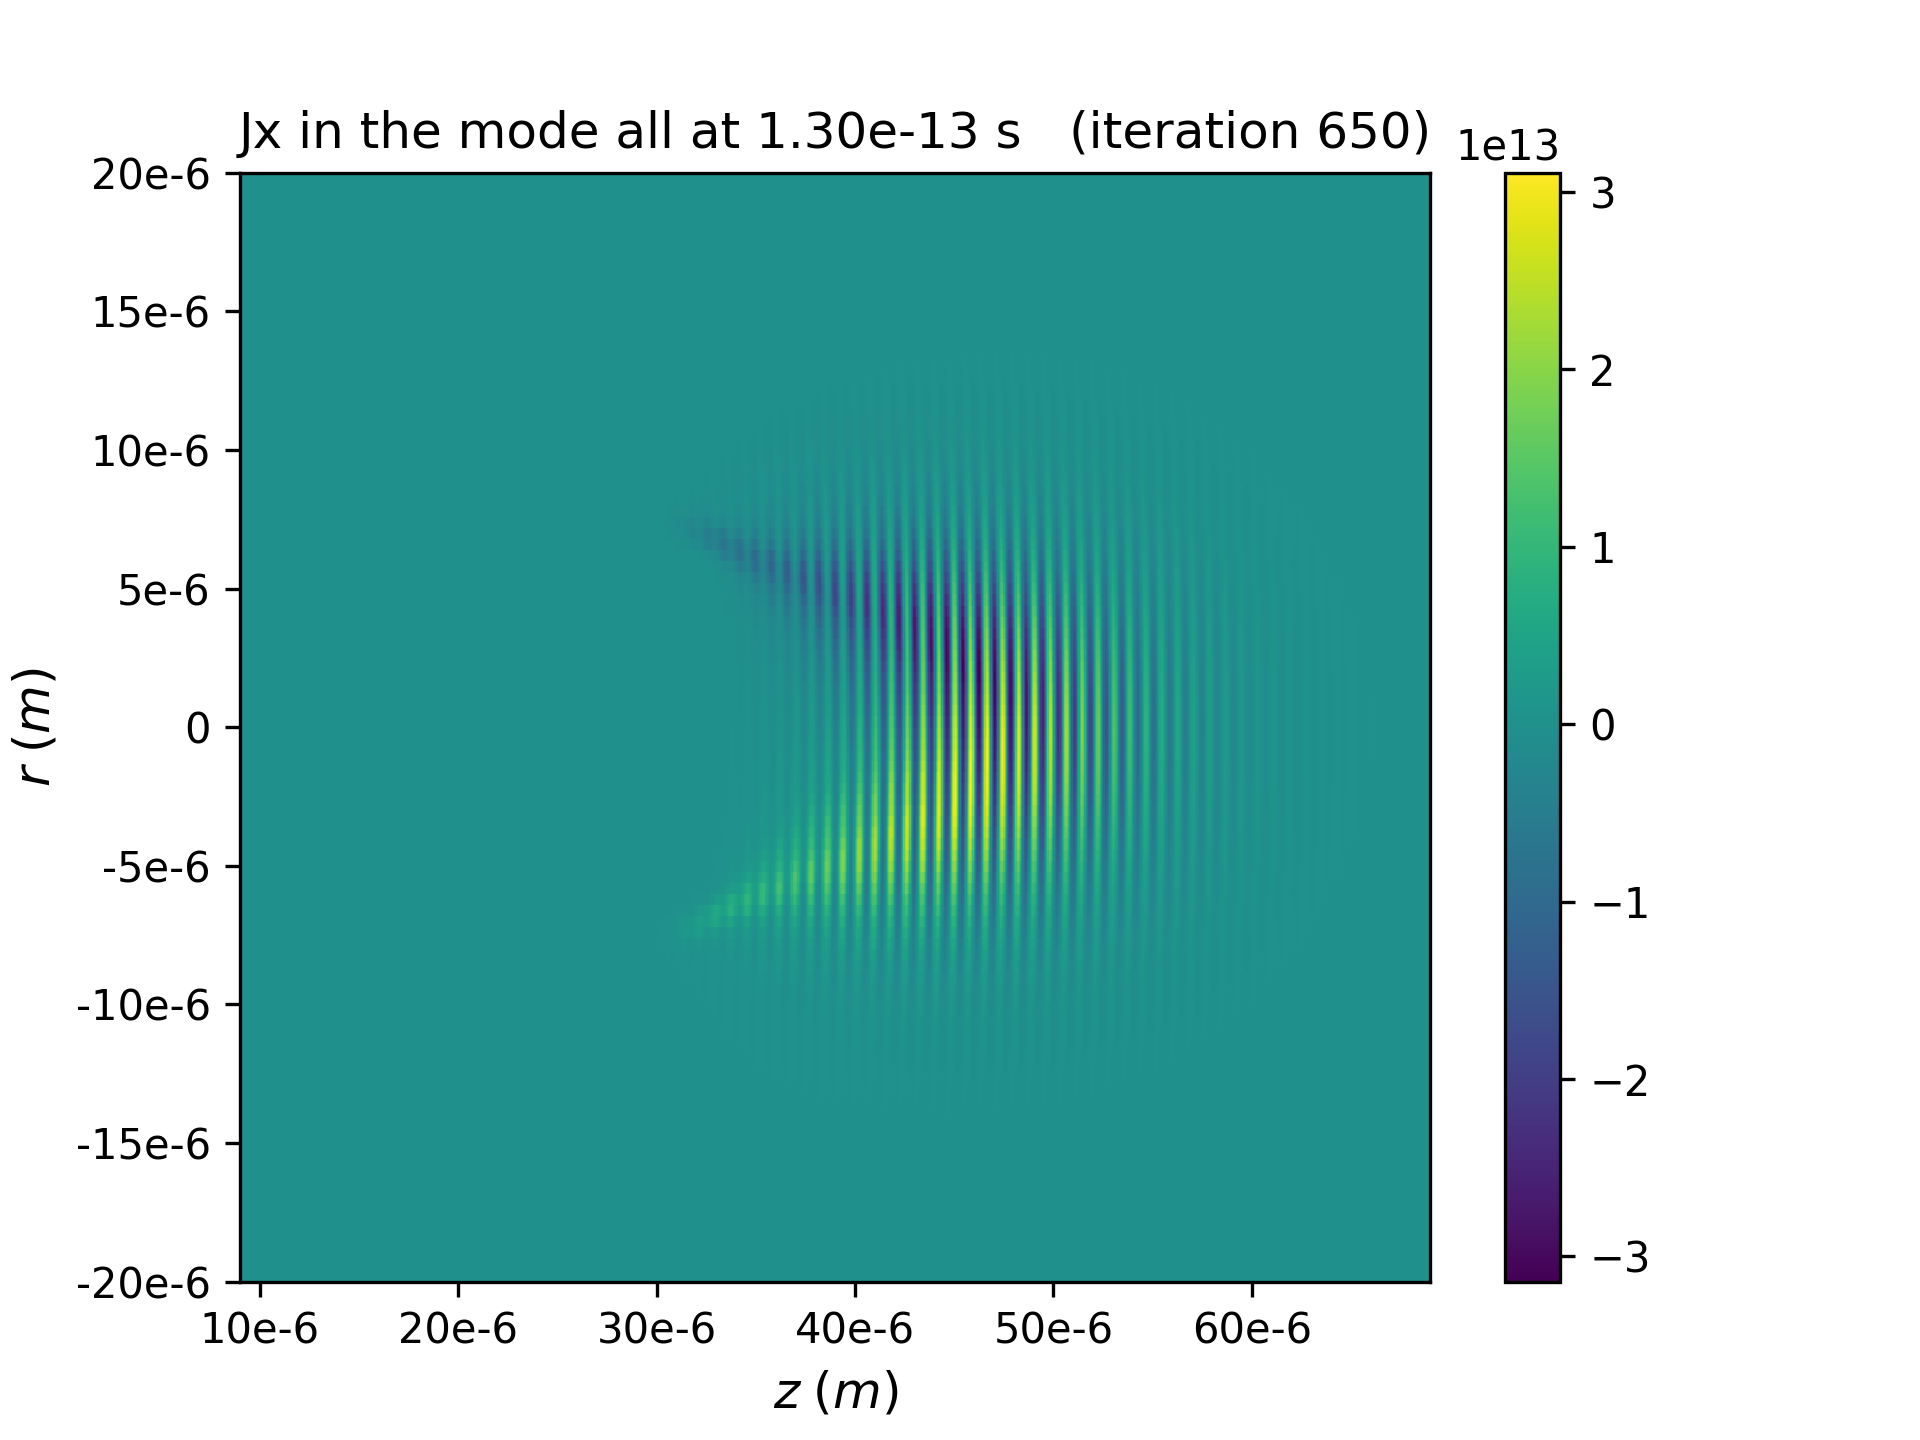 Jx in the mode all at 1.30e-13 s   (iteration 650)
1e13
20e-6
15e-6
10e-6
5e-6
0
-5e-6
-10e-6
-15e-6
-20e-6
r (m)
10e-6 20e-6 30e-6 40e-6 50e-6 60e-6
z (m)
3
2
1
0
−1
−2
−3